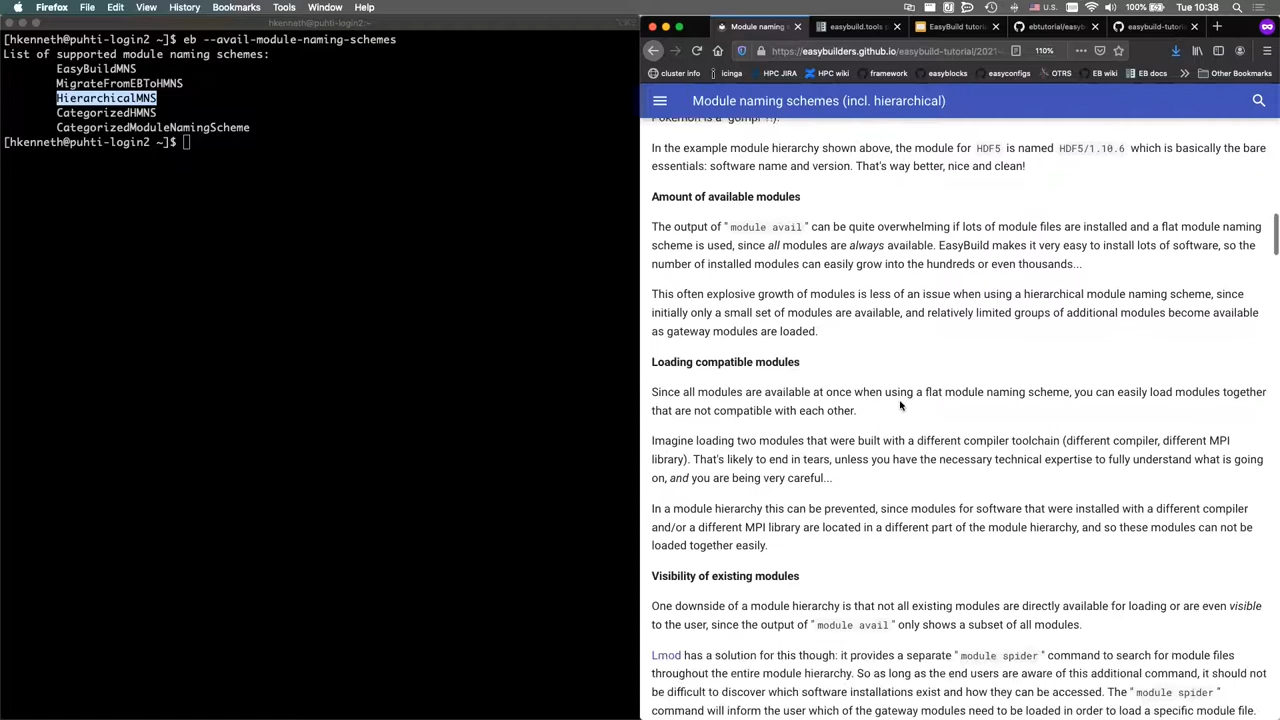 Firefox File Edit View History Bookmarks Tools Window Help
U.S. Tue 10:38
hkenneth@puhti-login2:~
[hkenneth@puhti-login2 ~]$ eb --avail-module-naming-schemes
List of supported module naming schemes:
EasyBuildMNS
MigrateFromEBToHMNS
HierarchicalMNS
CategorizedHMNS
CategorizedModuleNamingScheme
[hkenneth@puhti-login2 ~]$
Module naming easybuild.tools EasyBuild tutori ebtutorial/easyb easybuild-tutor
https://easybuilders.github.io/easybuild-tutorial/2021- 110%
cluster info icinga HPC JIRA HPC wiki framework easyblocks easyconfigs OTRS EB wiki EB docs Other Bookmarks
Module naming schemes (incl. hierarchical)
In the example module hierarchy shown above, the module for HDF5 is named HDF5/1.10.6 which is basically the bare
essentials: software name and version. That's way better, nice and clean!
Amount of available modules
The output of "module avail" can be quite overwhelming if lots of module files are installed and a flat module naming
scheme is used, since all modules are always available. EasyBuild makes it very easy to install lots of software, so the
number of installed modules can easily grow into the hundreds or even thousands...
This often explosive growth of modules is less of an issue when using a hierarchical module naming scheme, since
initially only a small set of modules are available, and relatively limited groups of additional modules become available
as gateway modules are loaded.
Loading compatible modules
Since all modules are available at once when using a flat module naming scheme, you can easily load modules together
that are not compatible with each other.
Imagine loading two modules that were built with a different compiler toolchain (different compiler, different MPI
library). That's likely to end in tears, unless you have the necessary technical expertise to fully understand what is going
on, and you are being very careful...
In a module hierarchy this can be prevented, since modules for software that were installed with a different compiler
and/or a different MPI library are located in a different part of the module hierarchy, and so these modules can not be
loaded together easily.
Visibility of existing modules
One downside of a module hierarchy is that not all existing modules are directly available for loading or are even visible
to the user, since the output of "module avail" only shows a subset of all modules.
Lmod has a solution for this though: it provides a separate "module spider" command to search for module files
throughout the entire module hierarchy. So as long as the end users are aware of this additional command, it should not
be difficult to discover which software installations exist and how they can be accessed. The "module spider"
command will inform the user which of the gateway modules need to be loaded in order to load a specific module file.